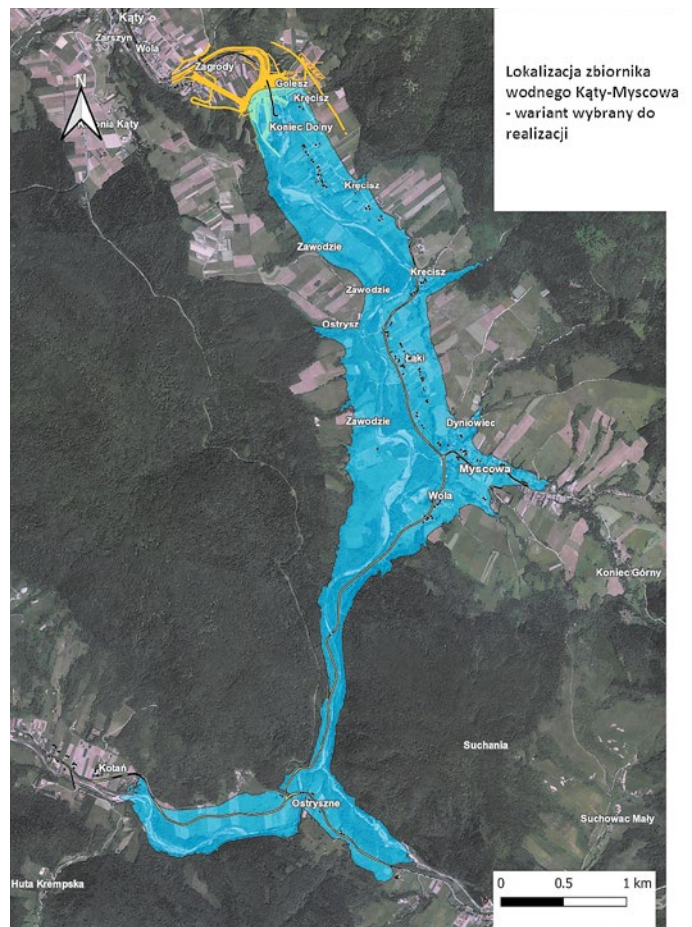 Lokalizacja zbiornika
wodnego Kąty-Myscowa
- wariant wybrany do
realizacji
Kąty
Zarszyn
Wola
Zagrody
Golesz
Kręcisz
N
Kąty
Koniec Dolny
Kręcisz
Zawodzie
Kręcisz
Zawodzie
Ostrysz
Łąki
Zawodzie
Dyniowiec
Myscowa
Wola
Koniec Górny
Suchania
Kotań
Ostryszne
Suchowac Mały
Huta Krempska
0 0.5 1 km